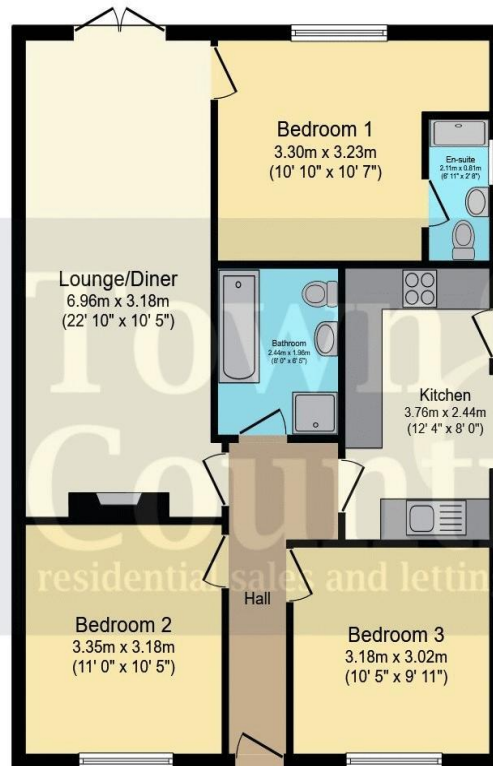 Bedroom 1
3.30m x 3.23m
(10' 10" x 10' 7")
En-suite
2.11m x 0.81m
(6' 11" x 2' 8")
Lounge/Diner
6.96m x 3.18m
(22' 10" x 10' 5")
Bathroom
2.44m x 1.96m
(8' 0" x 6' 5")
Kitchen
3.76m x 2.44m
(12' 4" x 8' 0")
Town
Count
residential sales and lettin
Hall
Bedroom 2
3.35m x 3.18m
(11' 0" x 10' 5")
Bedroom 3
3.18m x 3.02m
(10' 5" x 9' 11")